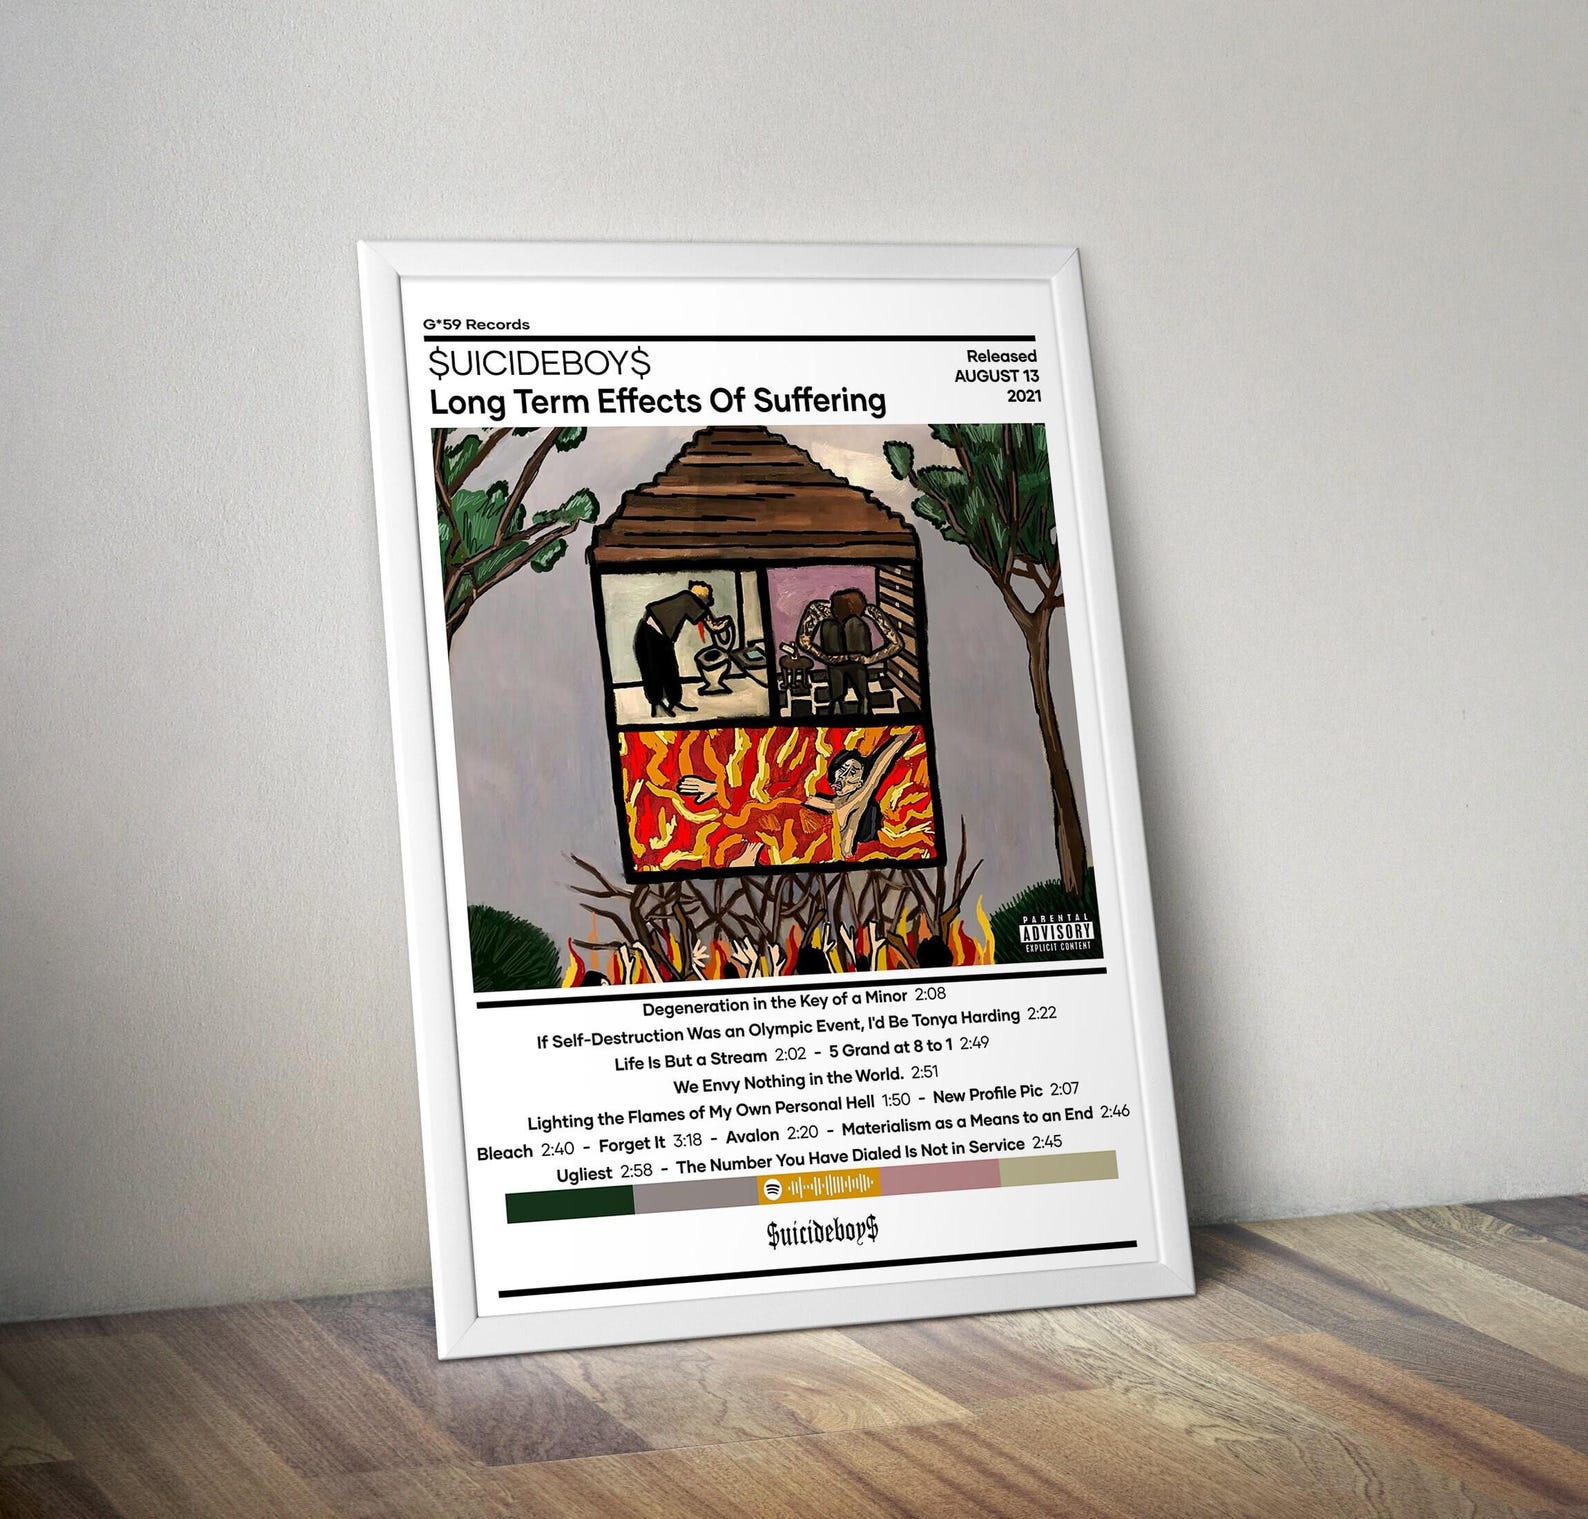 G*59 Records
$UICIDEBOY$
Long Term Effects Of Suffering
Released
AUGUST 13
2021
PARENTAL
ADVISORY
EXPLICIT CONTENT
Degeneration in the Key of a Minor 2:08
If Self-Destruction Was an Olympic Event, I'd Be Tonya Harding 2:22
Life Is But a Stream 2:02 - 5 Grand at 8 to 1 2:49
We Envy Nothing in the World. 2:51
Lighting the Flames of My Own Personal Hell 1:50 - New Profile Pic 2:07
Bleach 2:40 - Forget It 3:18 - Avalon 2:20 - Materialism as a Means to an End 2:46
Ugliest 2:58 - The Number You Have Dialed Is Not in Service 2:45
$uicideboy$